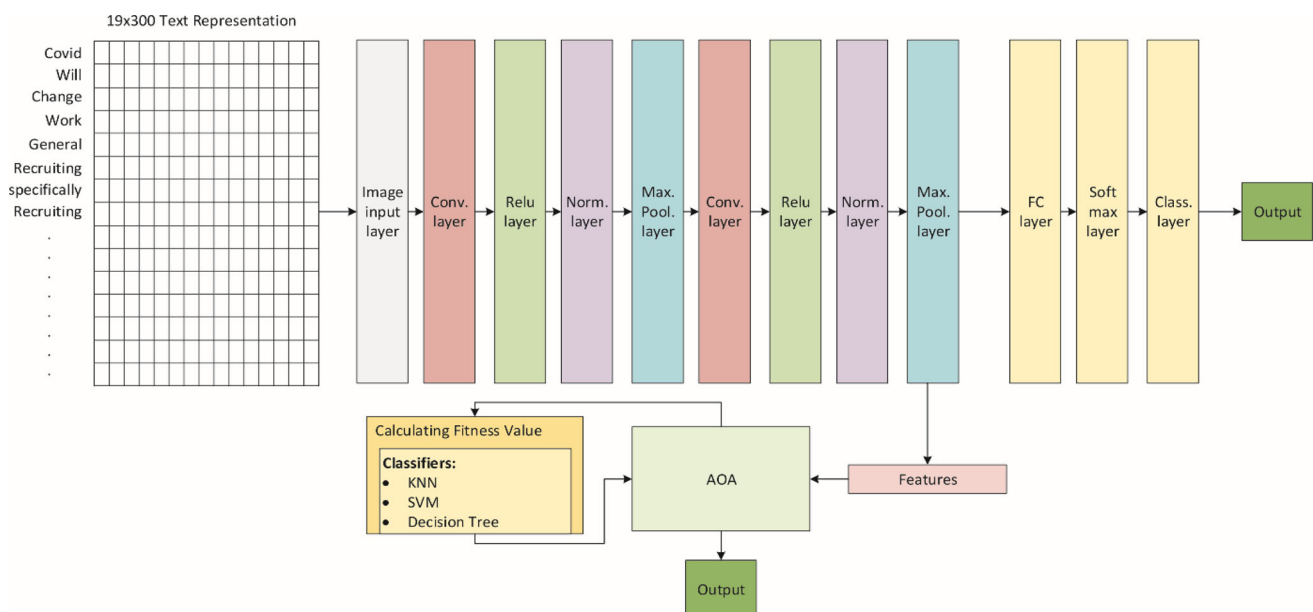 19x300 Text Representation
Covid
Will
Change
Work
General
Recruiting
specifically
Recruiting
.
.
.
.
.
.
.
Image
input
layer
Conv.
layer
Relu
layer
Norm.
layer
Max.
Pool.
layer
Conv.
layer
Relu
layer
Norm.
layer
Max.
Pool.
layer
FC
layer
Soft
max
layer
Class.
layer
Output
Calculating Fitness Value
Classifiers:
• KNN
• SVM
• Decision Tree
AOA
Features
Output